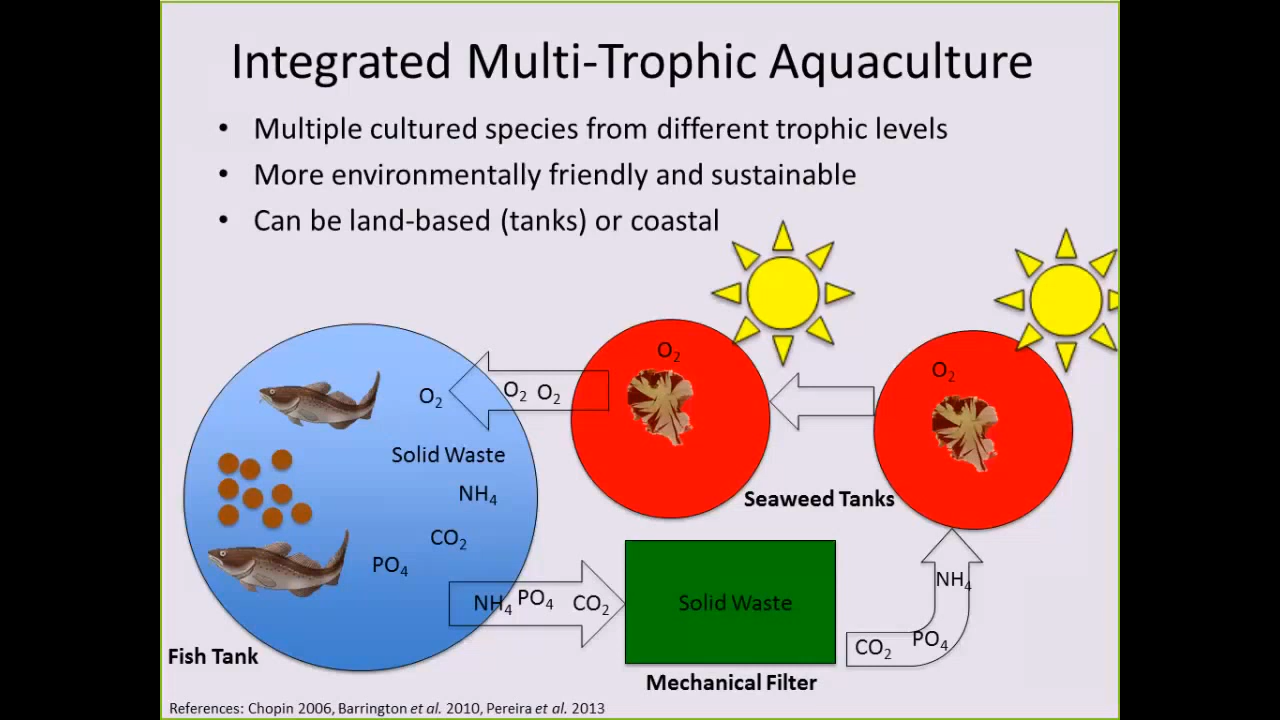 Integrated Multi-Trophic Aquaculture
• Multiple cultured species from different trophic levels
• More environmentally friendly and sustainable
• Can be land-based (tanks) or coastal
O₂
O₂
O₂
O₂ O₂
Solid Waste
NH₄
Seaweed Tanks
CO₂
PO₄
NH₄
NH₄ PO₄ CO₂
Solid Waste
CO₂ PO₄
Fish Tank
Mechanical Filter
References: Chopin 2006, Barrington et al. 2010, Pereira et al. 2013